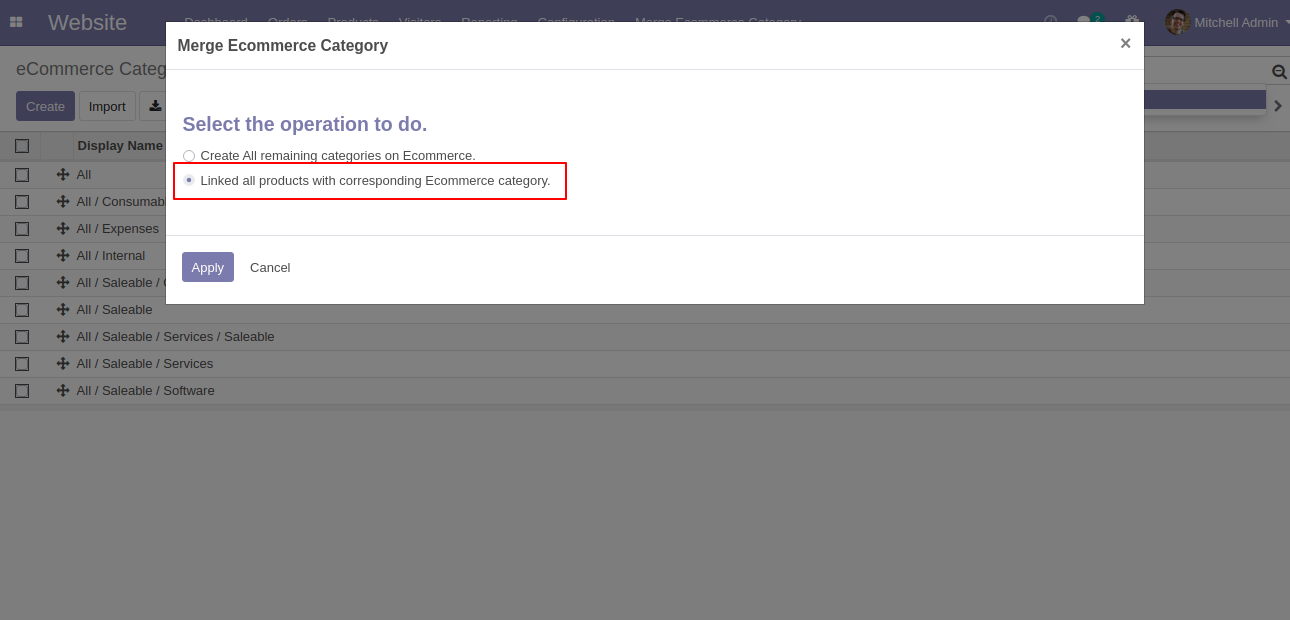 Website Dashboard Orders Products Visitors Reporting Configuration Merge Ecommerce Category 2 Mitchell Admin
Merge Ecommerce Category ×
eCommerce Categ
Create Import
Select the operation to do.
Display Name
Create All remaining categories on Ecommerce.
All
Linked all products with corresponding Ecommerce category.
All / Consumab
All / Expenses
All / Internal
Apply Cancel
All / Saleable /
All / Saleable
All / Saleable / Services / Saleable
All / Saleable / Services
All / Saleable / Software